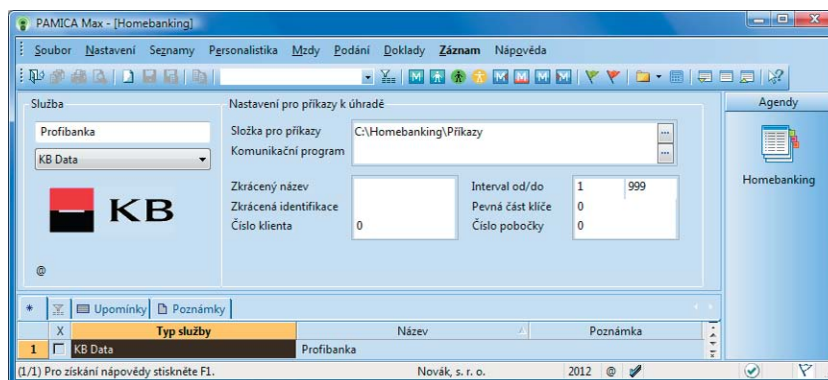 PAMICA Max - [Homebanking]
Soubor Nastavení Seznamy Personalistika Mzdy Podání Doklady Záznam Nápověda
Služba
Profibanka
KB Data
KB
@
Nastavení pro příkazy k úhradě
Složka pro příkazy C:\Homebanking\Příkazy ...
Komunikační program ...
Zkrácený název
Zkrácená identifikace
Číslo klienta 0
Interval od/do 1 999
Pevná část klíče 0
Číslo pobočky 0
Agendy
Homebanking
* Upomínky Poznámky
X Typ služby Název Poznámka
1 KB Data Profibanka
(1/1) Pro získání nápovědy stiskněte F1. Novák, s. r. o. 2012 @